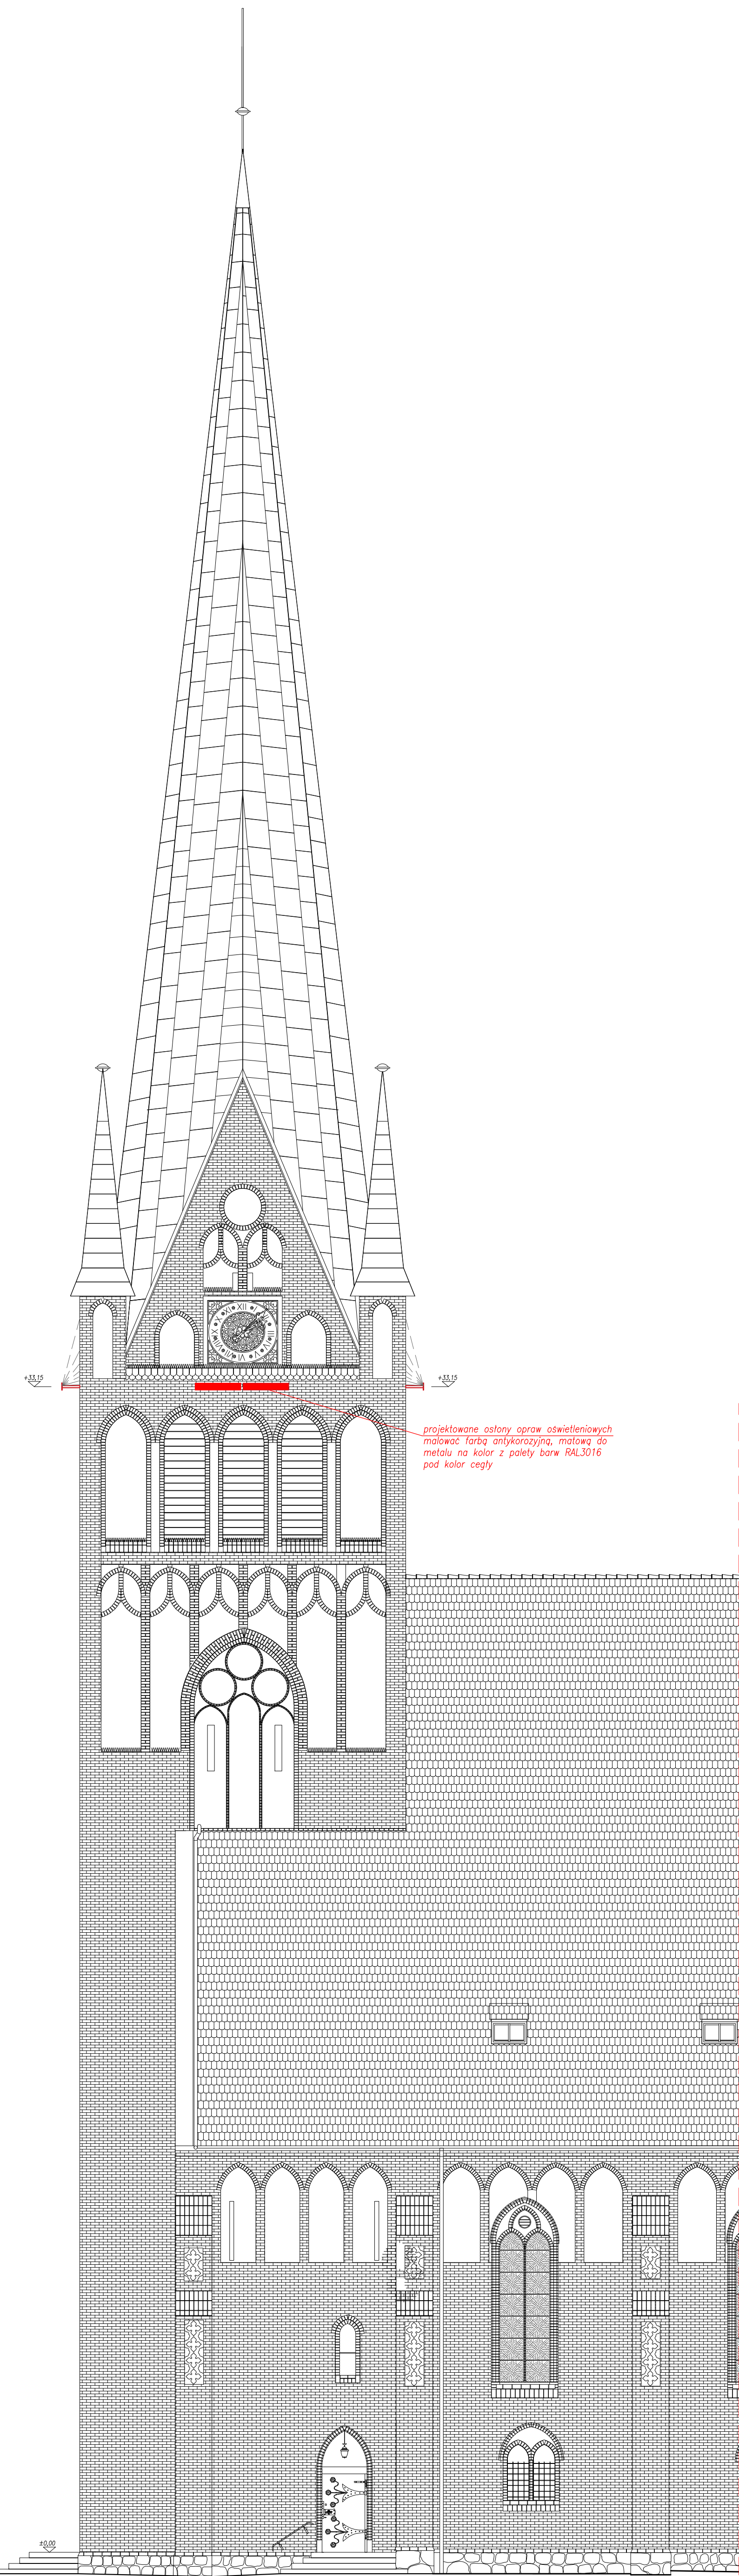 XII
+33,15
+33,15
projektowane osłony opraw oświetleniowych
malować farbą antykorozyjną, matową do
metalu na kolor z palety barw RAL3016
pod kolor cegły
±0,00